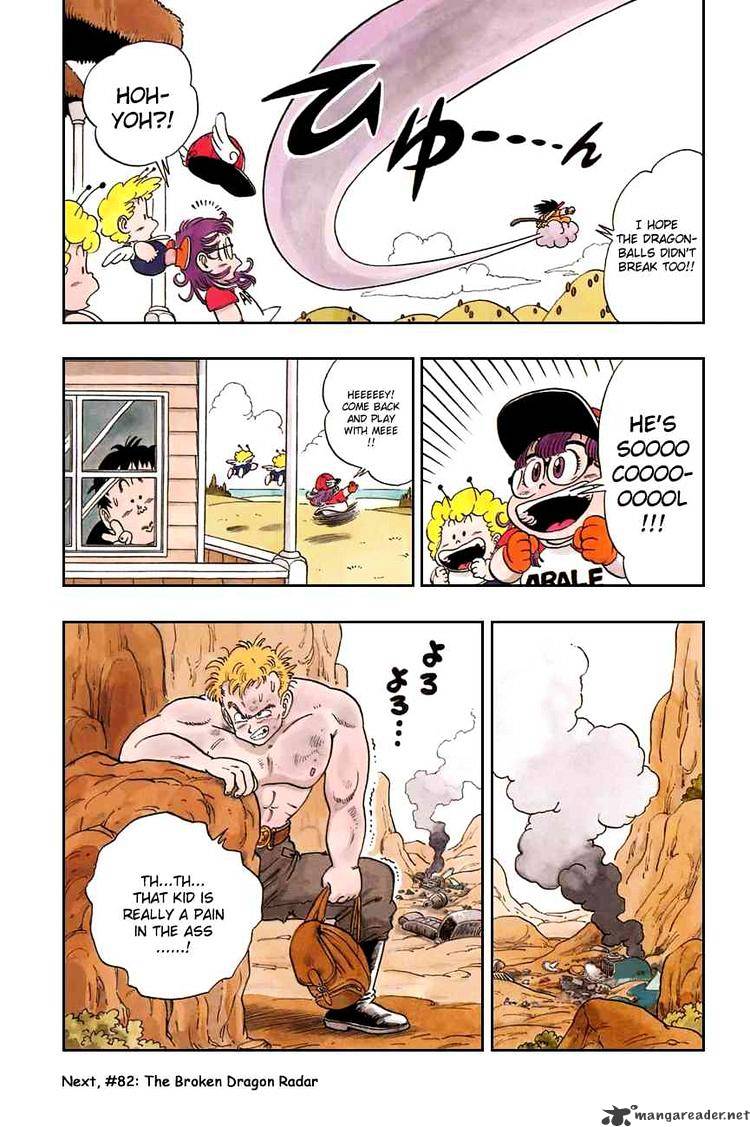 HOH-
YOH?!
ひゅ・・・・ん
I HOPE
THE DRAGON-
BALLS DIDN'T
BREAK TOO!!
HEEEEEY!
COME BACK
AND PLAY
WITH MEEE
!!
HE'S
SOOOO
COOOO-
OOOOL
!!!
ARALE
よろ
よろ...
TH...TH...
THAT KID IS
REALLY A PAIN
IN THE ASS
......!
Next, #82: The Broken Dragon Radar
mangareader.net